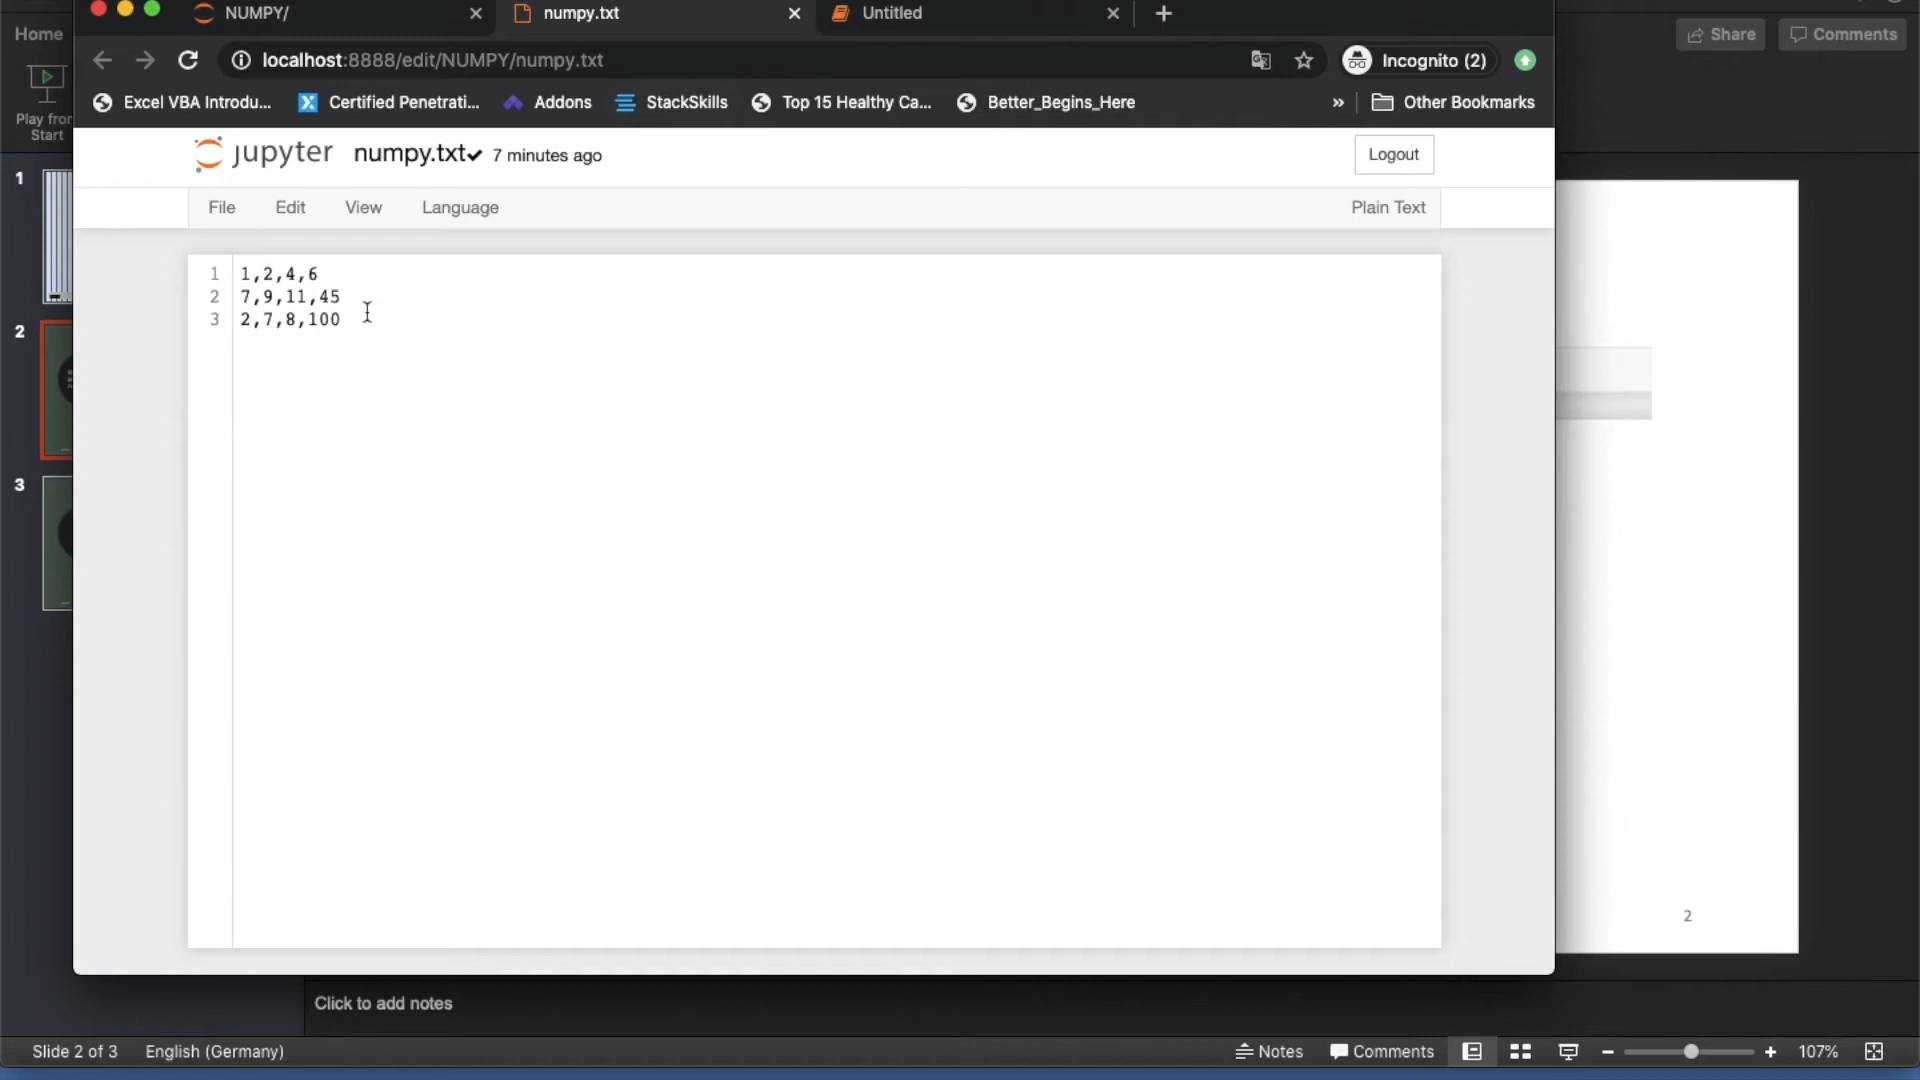 NUMPY/
numpy.txt
Untitled
Home
Share
Comments
localhost:8888/edit/NUMPY/numpy.txt
Incognito (2)
Excel VBA Introdu...
Certified Penetrati...
Addons
StackSkills
Top 15 Healthy Ca...
Better_Begins_Here
»
Other Bookmarks
Play from
Start
jupyter
numpy.txt
7 minutes ago
Logout
File
Edit
View
Language
Plain Text
1 1,2,4,6
2 7,9,11,45
3 2,7,8,100
1
2
3
2
Click to add notes
Slide 2 of 3
English (Germany)
Notes
Comments
107%